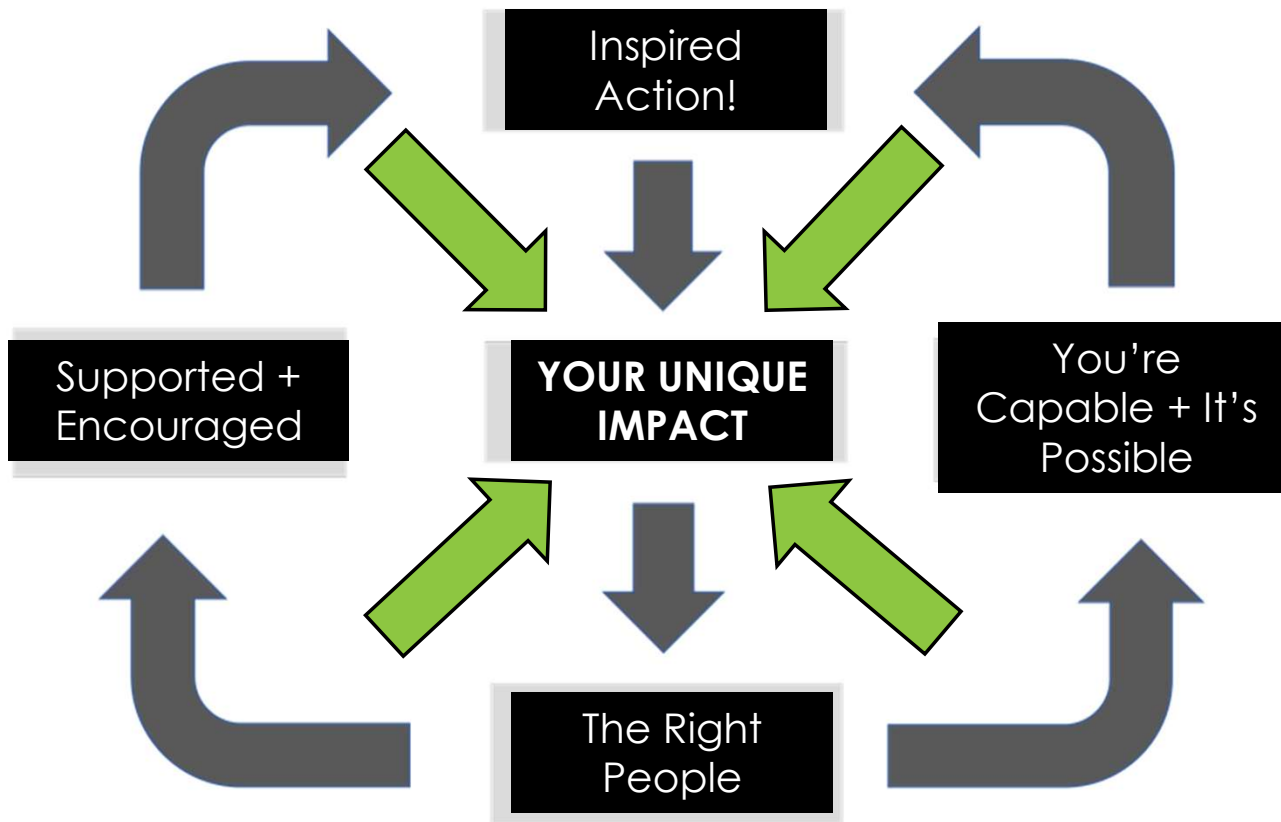 Inspired
Action!
Supported +
Encouraged
YOUR UNIQUE
IMPACT
You’re
Capable + It’s
Possible
The Right
People